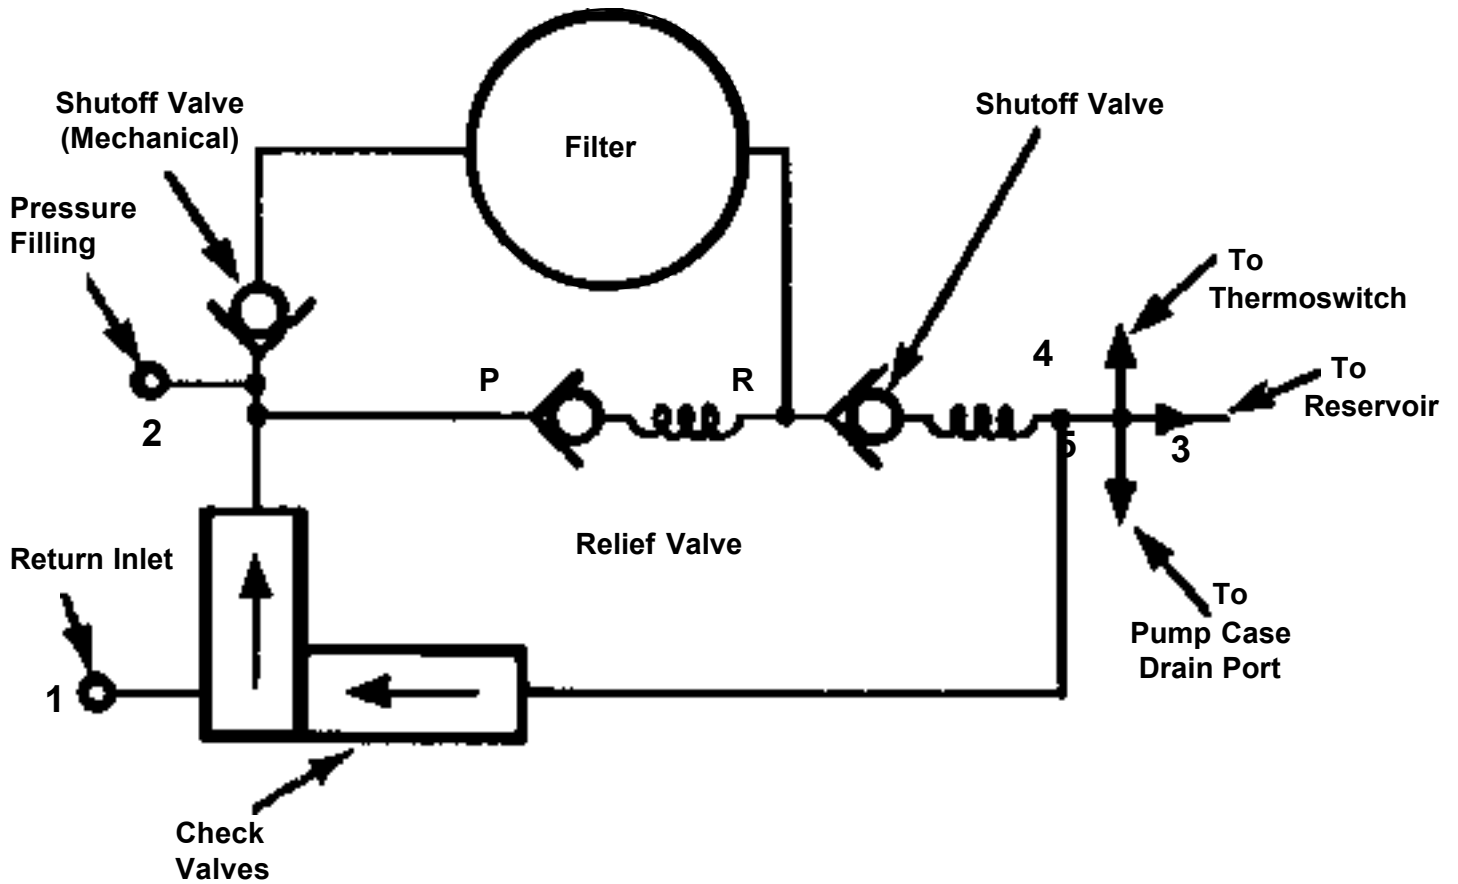 Shutoff Valve
(Mechanical)
Filter
Shutoff Valve
Pressure
Filling
To
Thermoswitch
4
P
R
To
Reservoir
2
5
3
Return Inlet
Relief Valve
To
Pump Case
Drain Port
1
Check
Valves